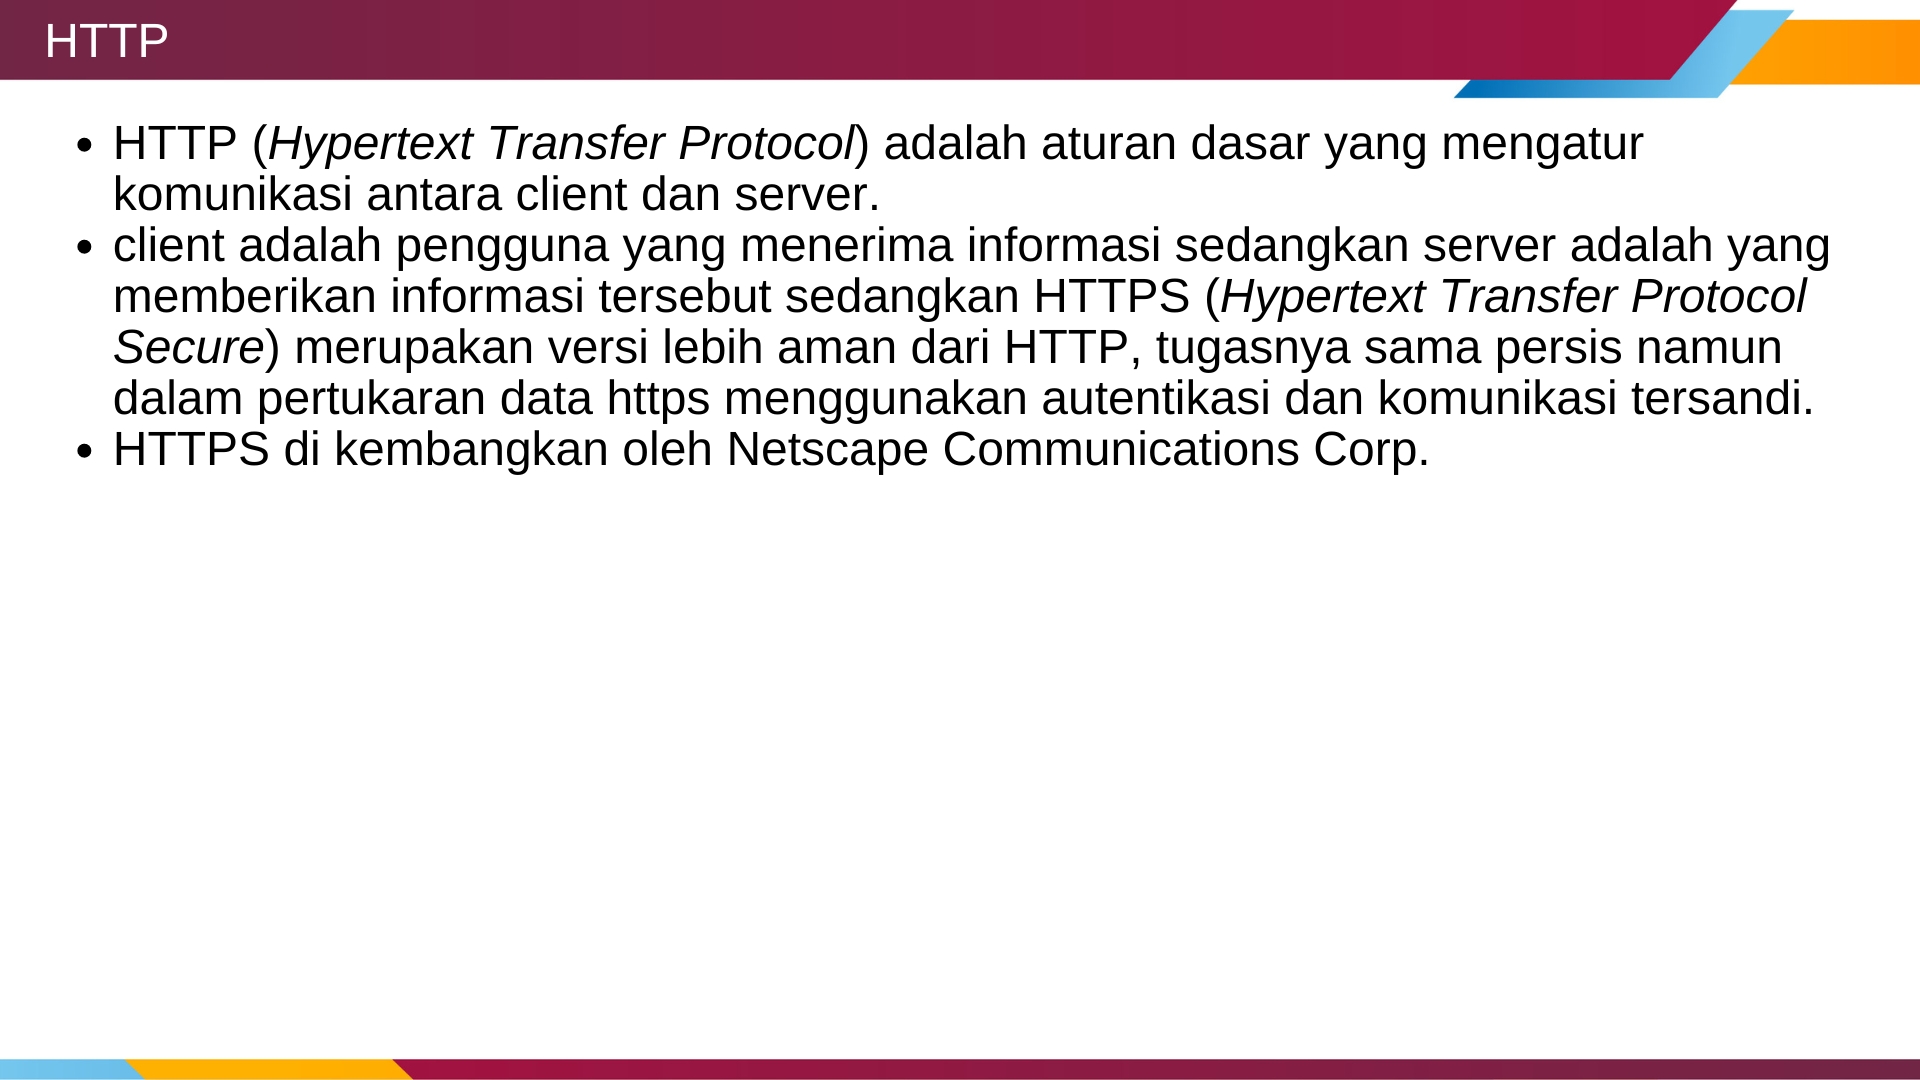 HTTP
• HTTP (Hypertext Transfer Protocol) adalah aturan dasar yang mengatur
komunikasi antara client dan server.
• client adalah pengguna yang menerima informasi sedangkan server adalah yang
memberikan informasi tersebut sedangkan HTTPS (Hypertext Transfer Protocol
Secure) merupakan versi lebih aman dari HTTP, tugasnya sama persis namun
dalam pertukaran data https menggunakan autentikasi dan komunikasi tersandi.
• HTTPS di kembangkan oleh Netscape Communications Corp.